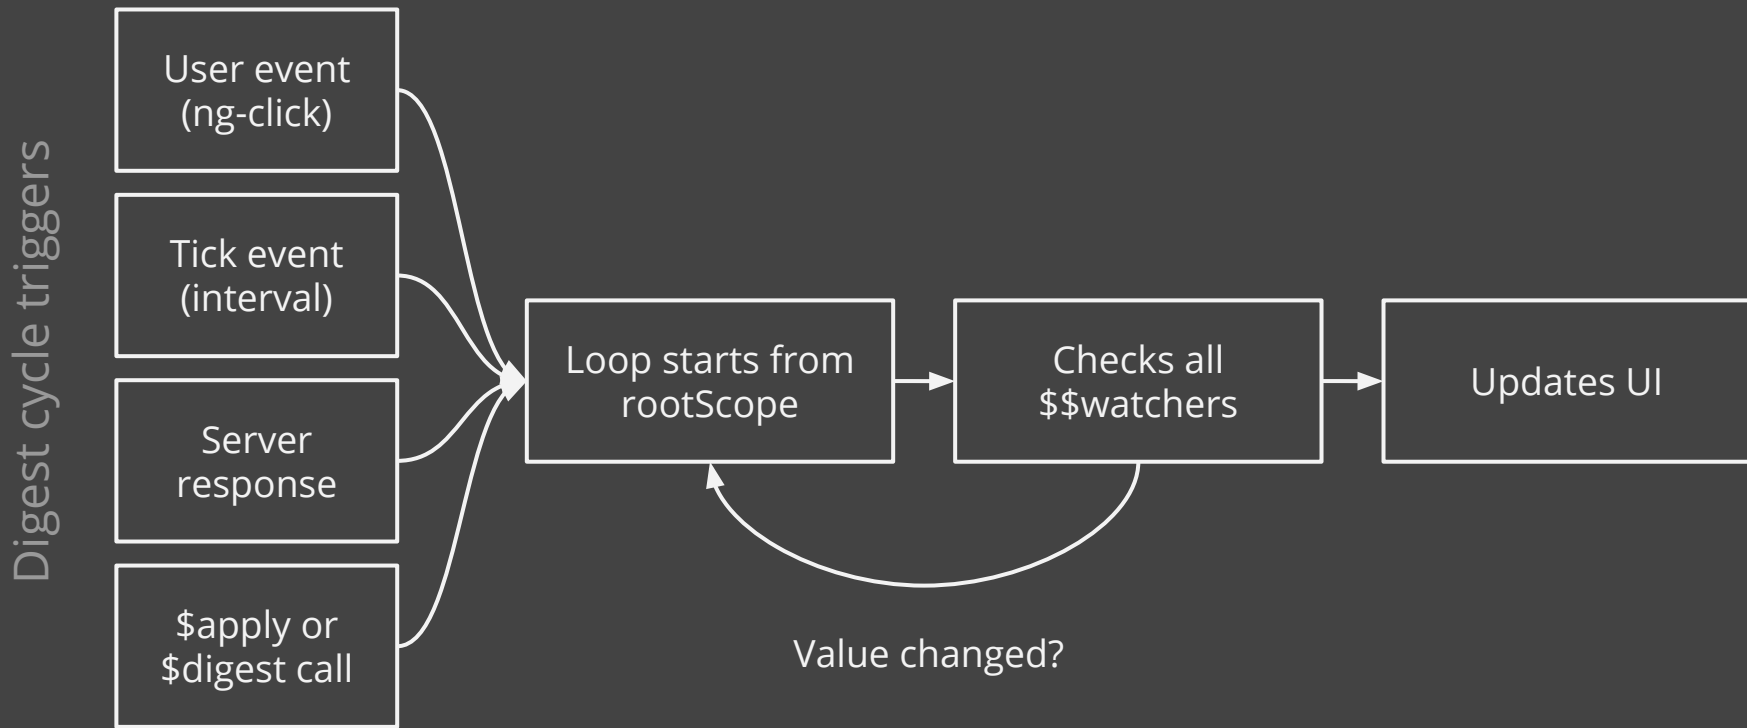 Digest cycle triggers
User event
(ng-click)
Tick event
(interval)
Server
response
$apply or
$digest call
Loop starts from
rootScope
Checks all
$$watchers
Updates UI
Value changed?